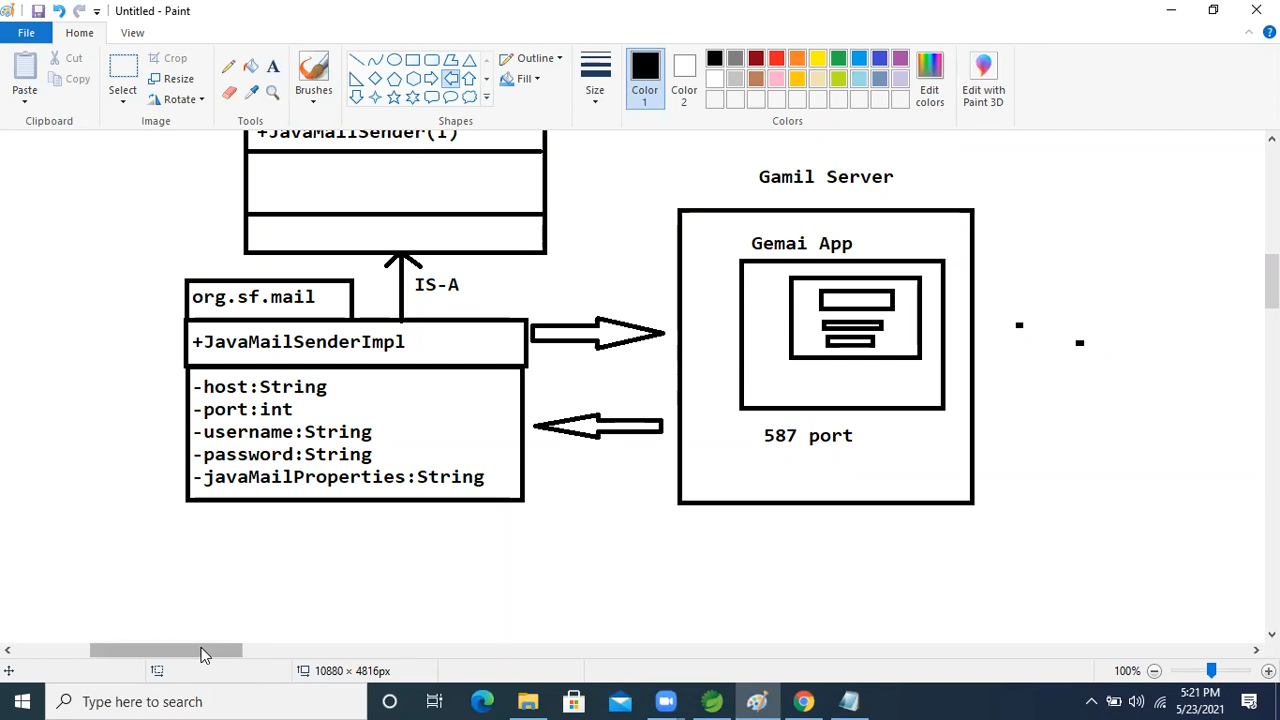 Untitled - Paint
File
Home
View
Paste
Cut
Copy
Clipboard
Select
Crop
Resize
Rotate
Image
Tools
Brushes
Outline
Fill
Shapes
Size
Color 1
Color 2
Edit colors
Edit with Paint 3D
Colors
+JavaMailSender(I)
IS-A
org.sf.mail
+JavaMailSenderImpl
-host:String
-port:int
-username:String
-password:String
-javaMailProperties:String
Gamil Server
Gemai App
587 port
10880 × 4816px
100%
Type here to search
5:21 PM
5/23/2021